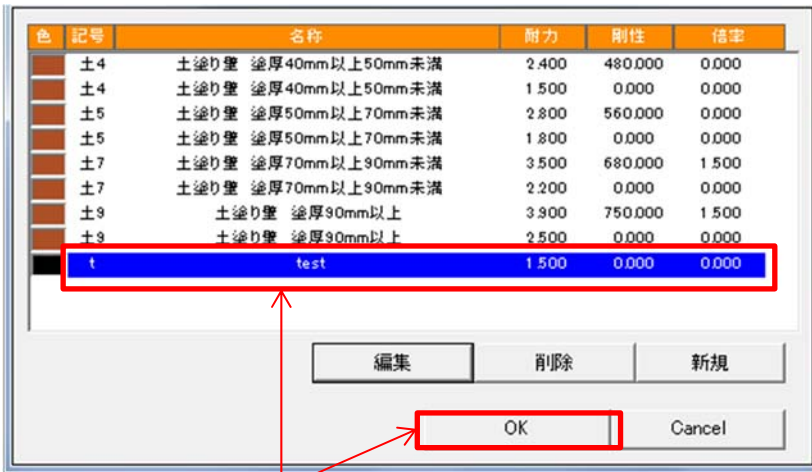 色 記号 名称 耐力 剛性 倍率
土4 土塗り壁 塗厚40mm以上50mm未満 2.400 480.000 0.000
土4 土塗り壁 塗厚40mm以上50mm未満 1.500 0.000 0.000
土5 土塗り壁 塗厚50mm以上70mm未満 2.800 560.000 0.000
土5 土塗り壁 塗厚50mm以上70mm未満 1.800 0.000 0.000
土7 土塗り壁 塗厚70mm以上90mm未満 3.500 680.000 1.500
土7 土塗り壁 塗厚70mm以上90mm未満 2.200 0.000 0.000
土9 土塗り壁 塗厚90mm以上 3.900 750.000 1.500
土9 土塗り壁 塗厚90mm以上 2.500 0.000 0.000
t test 1.500 0.000 0.000
編集 削除 新規
OK Cancel